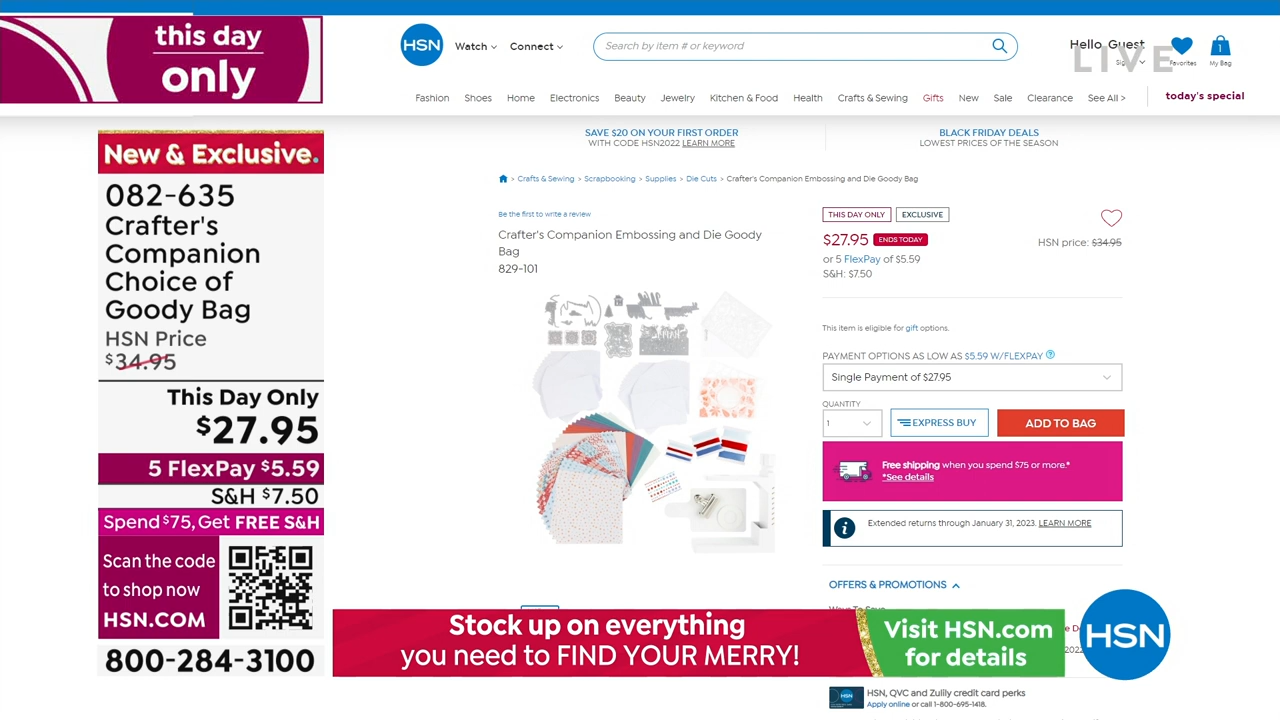 this day
only
New & Exclusive.
082-635
Crafter's
Companion
Choice of
Goody Bag
HSN Price
$34.95
This Day Only
$27.95
5 FlexPay $5.59
S&H $7.50
Spend $75, Get FREE S&H
Scan the code
to shop now
HSN.COM
800-284-3100
HSN
Watch
Connect
Search by item # or keyword
Hello, Guest
LIVE
Favorites
1
My Bag
Fashion Shoes Home Electronics Beauty Jewelry Kitchen & Food Health Crafts & Sewing Gifts New Sale Clearance See All >
today's special
SAVE $20 ON YOUR FIRST ORDER
WITH CODE HSN2022 LEARN MORE
BLACK FRIDAY DEALS
LOWEST PRICES OF THE SEASON
> Crafts & Sewing > Scrapbooking > Supplies > Die Cuts > Crafter's Companion Embossing and Die Goody Bag
Be the first to write a review
Crafter's Companion Embossing and Die Goody
Bag
829-101
THIS DAY ONLY EXCLUSIVE
$27.95 ENDS TODAY
HSN price: $34.95
or 5 FlexPay of $5.59
S&H: $7.50
This item is eligible for gift options.
PAYMENT OPTIONS AS LOW AS $5.59 W/FLEXPAY ?
Single Payment of $27.95
QUANTITY
1
EXPRESS BUY
ADD TO BAG
Free shipping when you spend $75 or more.*
*See details
Extended returns through January 31, 2023. LEARN MORE
OFFERS & PROMOTIONS
Stock up on everything
you need to FIND YOUR MERRY!
Visit HSN.com
for details
HSN
HSN, QVC and Zulily credit card perks
Apply online or call 1-800-695-1418.